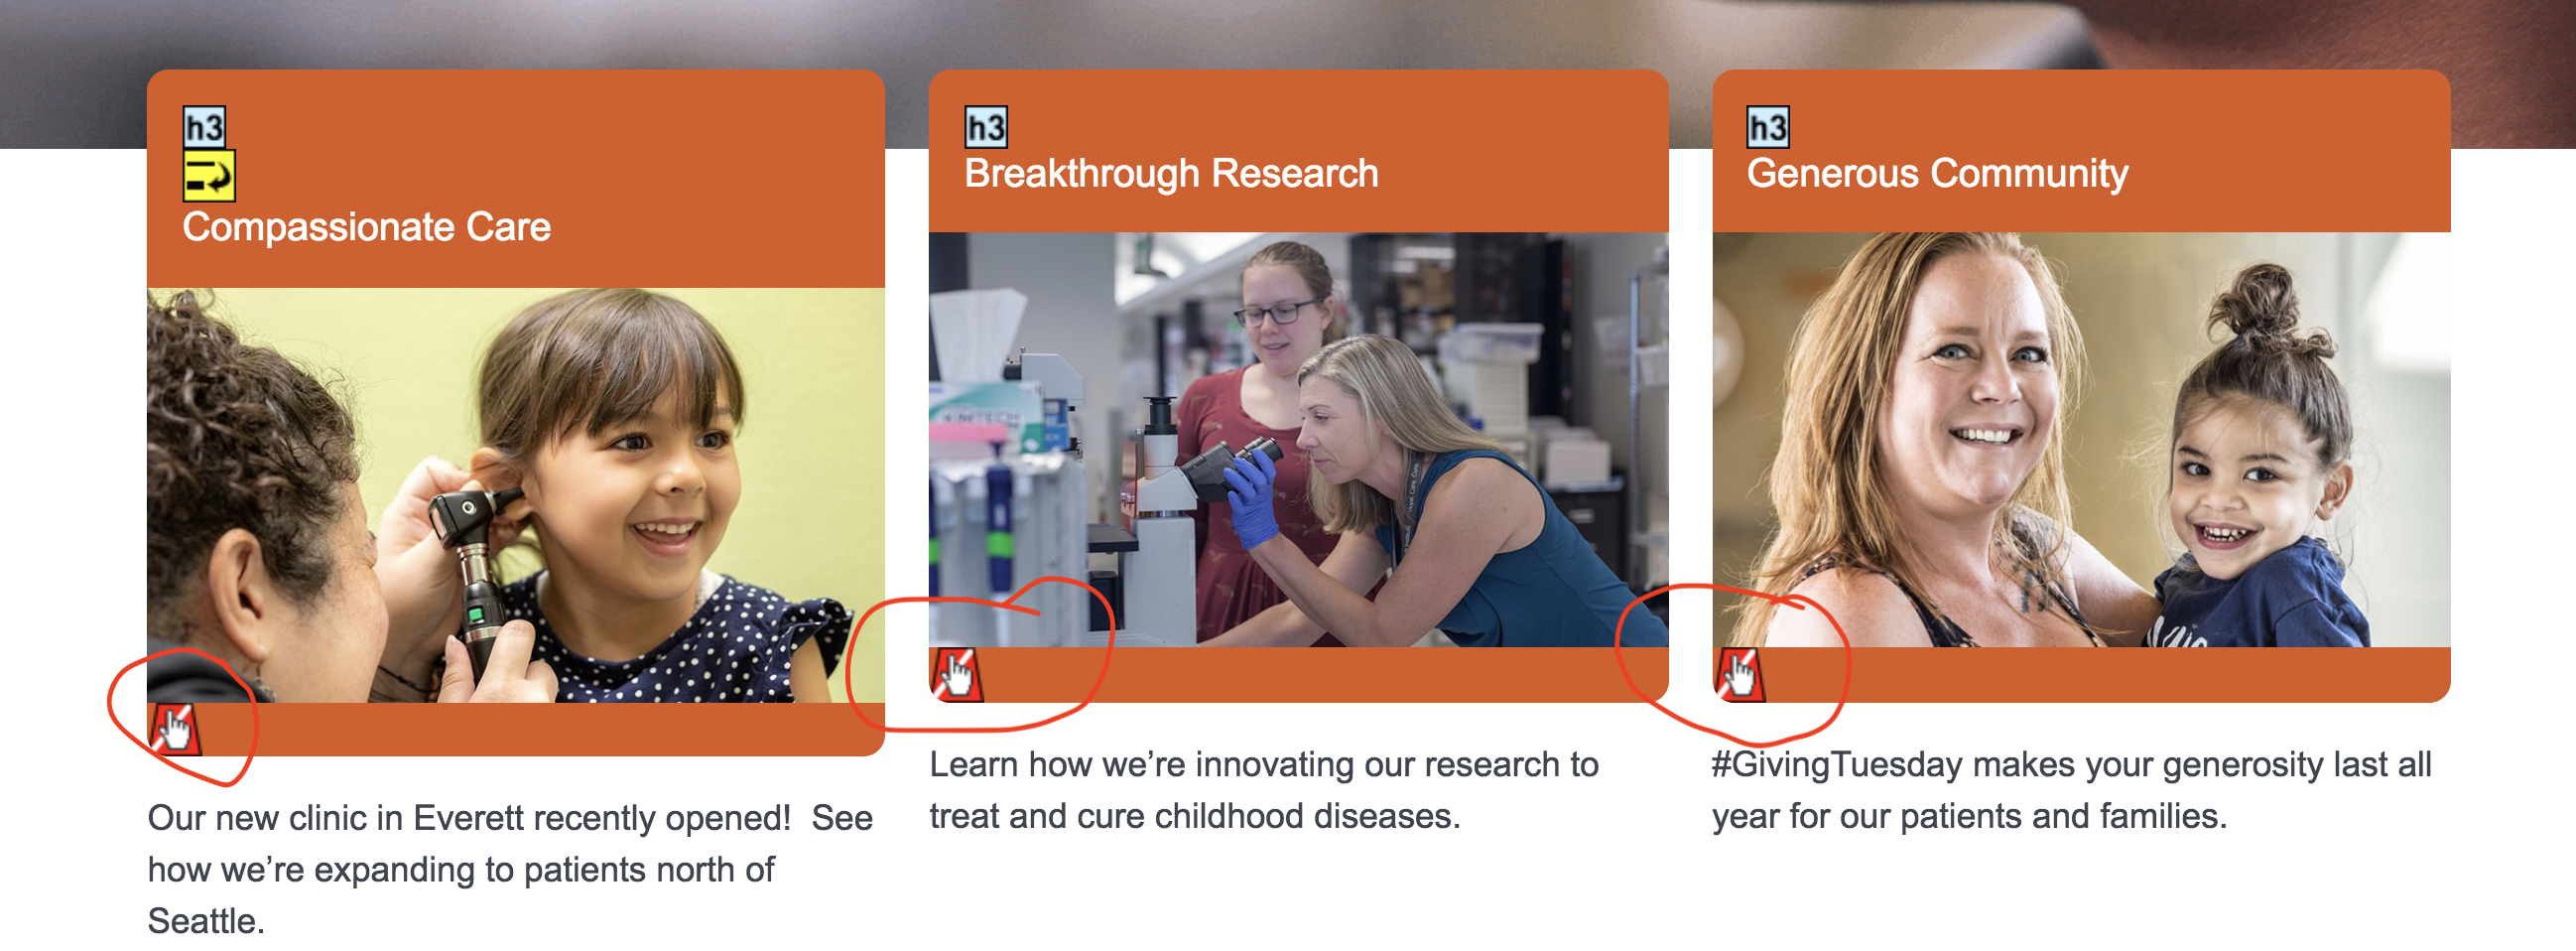 h3
Compassionate Care
Our new clinic in Everett recently opened!  See
how we’re expanding to patients north of
Seattle.
h3
Breakthrough Research
Learn how we’re innovating our research to
treat and cure childhood diseases.
h3
Generous Community
#GivingTuesday makes your generosity last all
year for our patients and families.